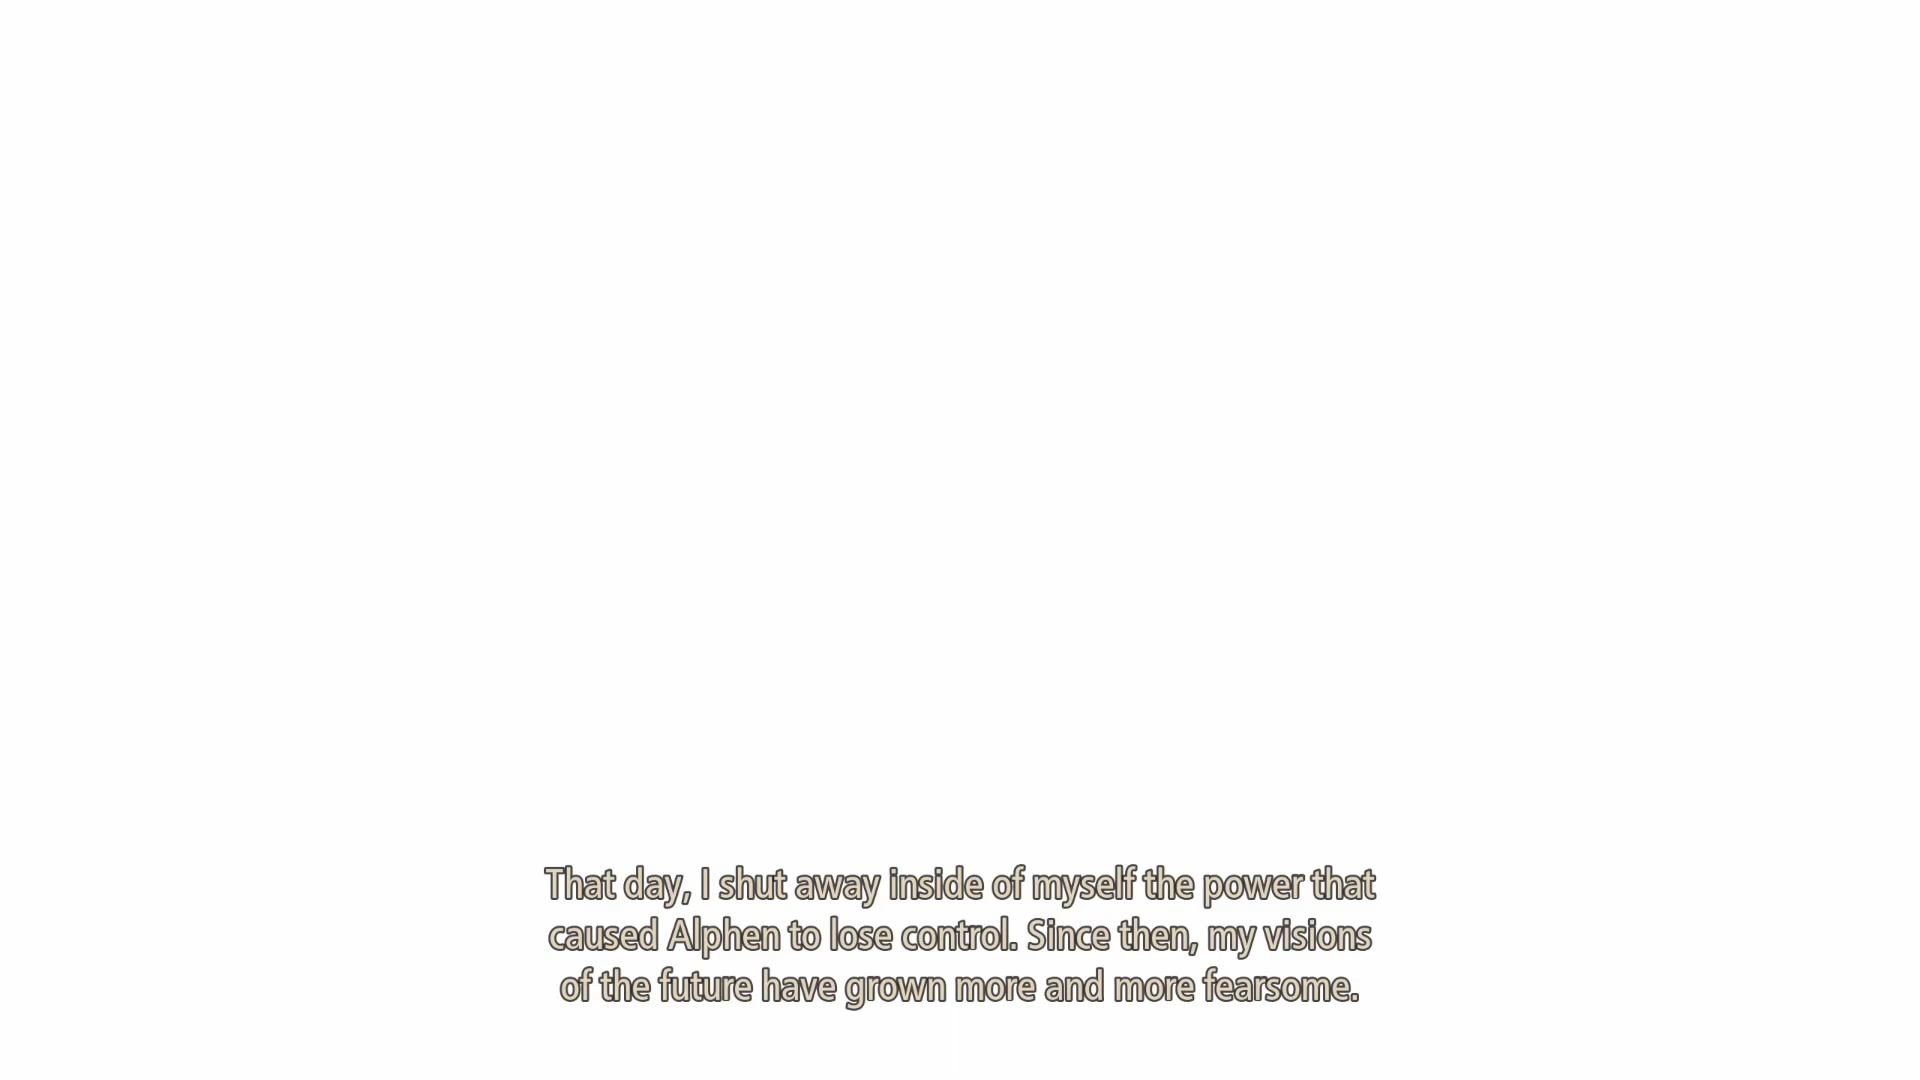 That day, I shut away inside of myself the power that
caused Alphen to lose control. Since then, my visions
of the future have grown more and more fearsome.